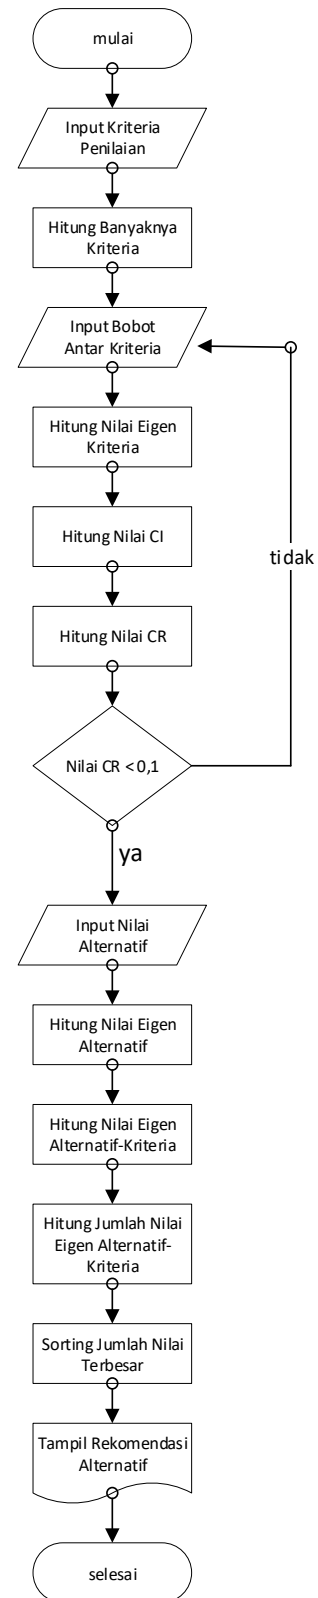 mulai
Input Kriteria
Penilaian
Hitung Banyaknya
Kriteria
Input Bobot
Antar Kriteria
Hitung Nilai Eigen
Kriteria
Hitung Nilai CI
tidak
Hitung Nilai CR
Nilai CR < 0,1
ya
Input Nilai
Alternatif
Hitung Nilai Eigen
Alternatif
Hitung Nilai Eigen
Alternatif-Kriteria
Hitung Jumlah Nilai
Eigen Alternatif-
Kriteria
Sorting Jumlah Nilai
Terbesar
Tampil Rekomendasi
Alternatif
selesai